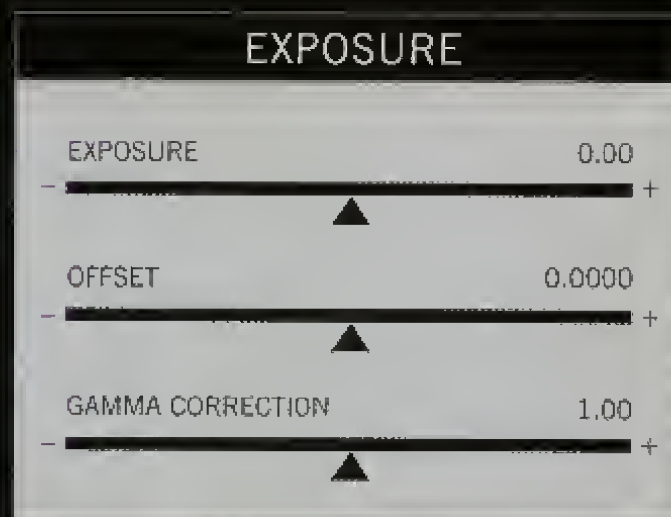 EXPOSURE
EXPOSURE 0.00
- +
OFFSET 0.0000
- +
GAMMA CORRECTION 1.00
- +